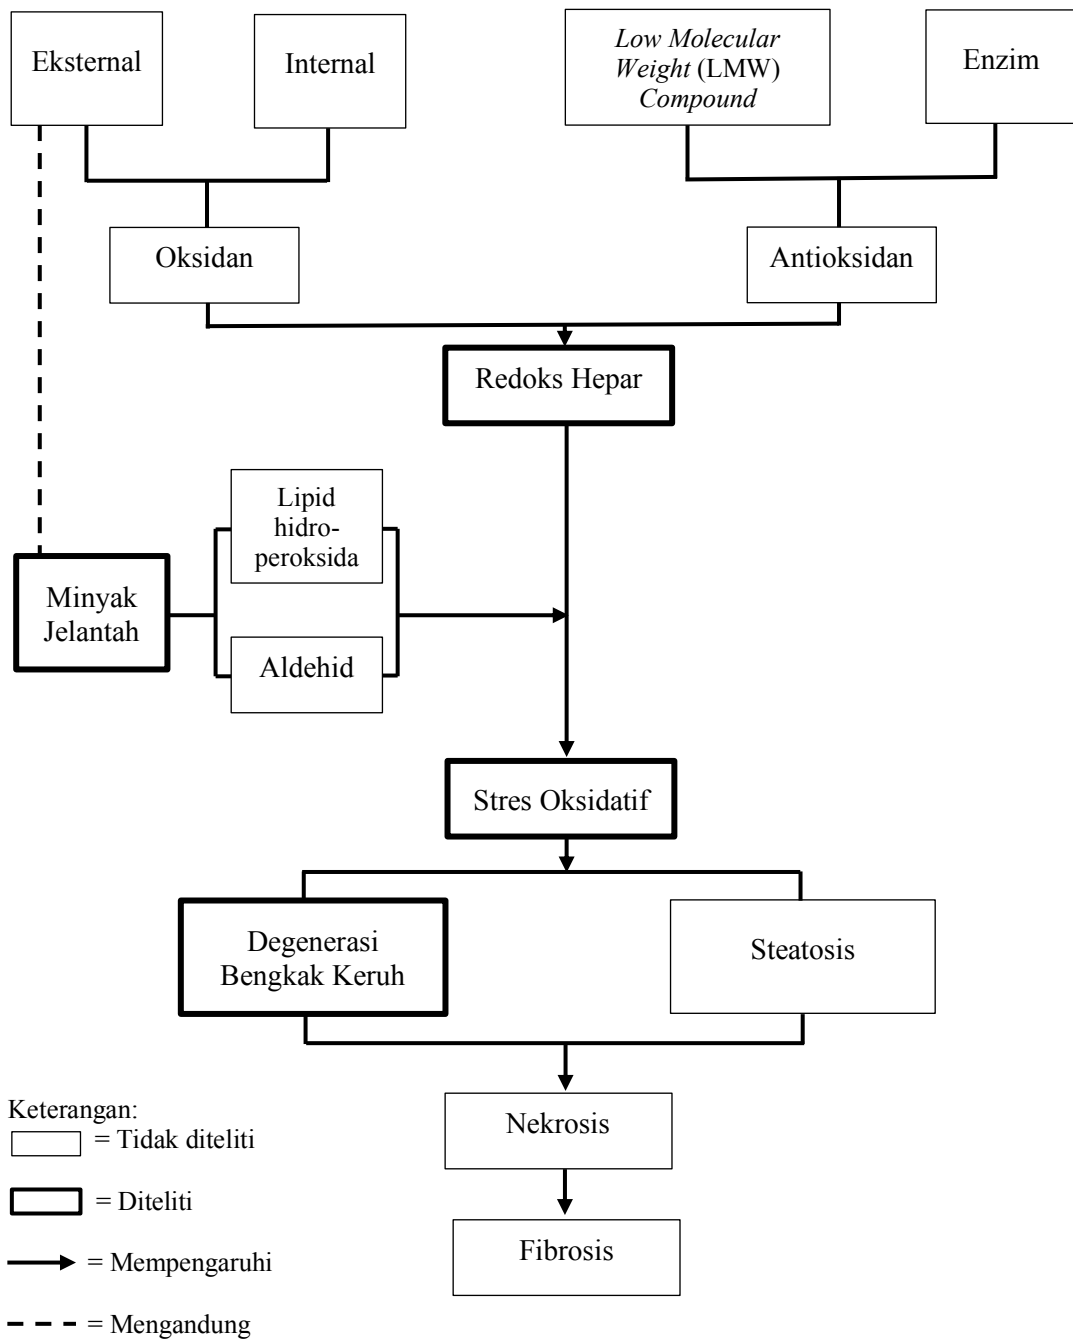 Eksternal
Internal
Low Molecular
Weight (LMW)
Compound
Enzim
Oksidan
Antioksidan
Redoks Hepar
Lipid
hidro-
peroksida
Minyak
Jelantah
Aldehid
Stres Oksidatif
Degenerasi
Bengkak Keruh
Steatosis
Nekrosis
Fibrosis
Keterangan:
= Tidak diteliti
= Diteliti
= Mempengaruhi
= Mengandung